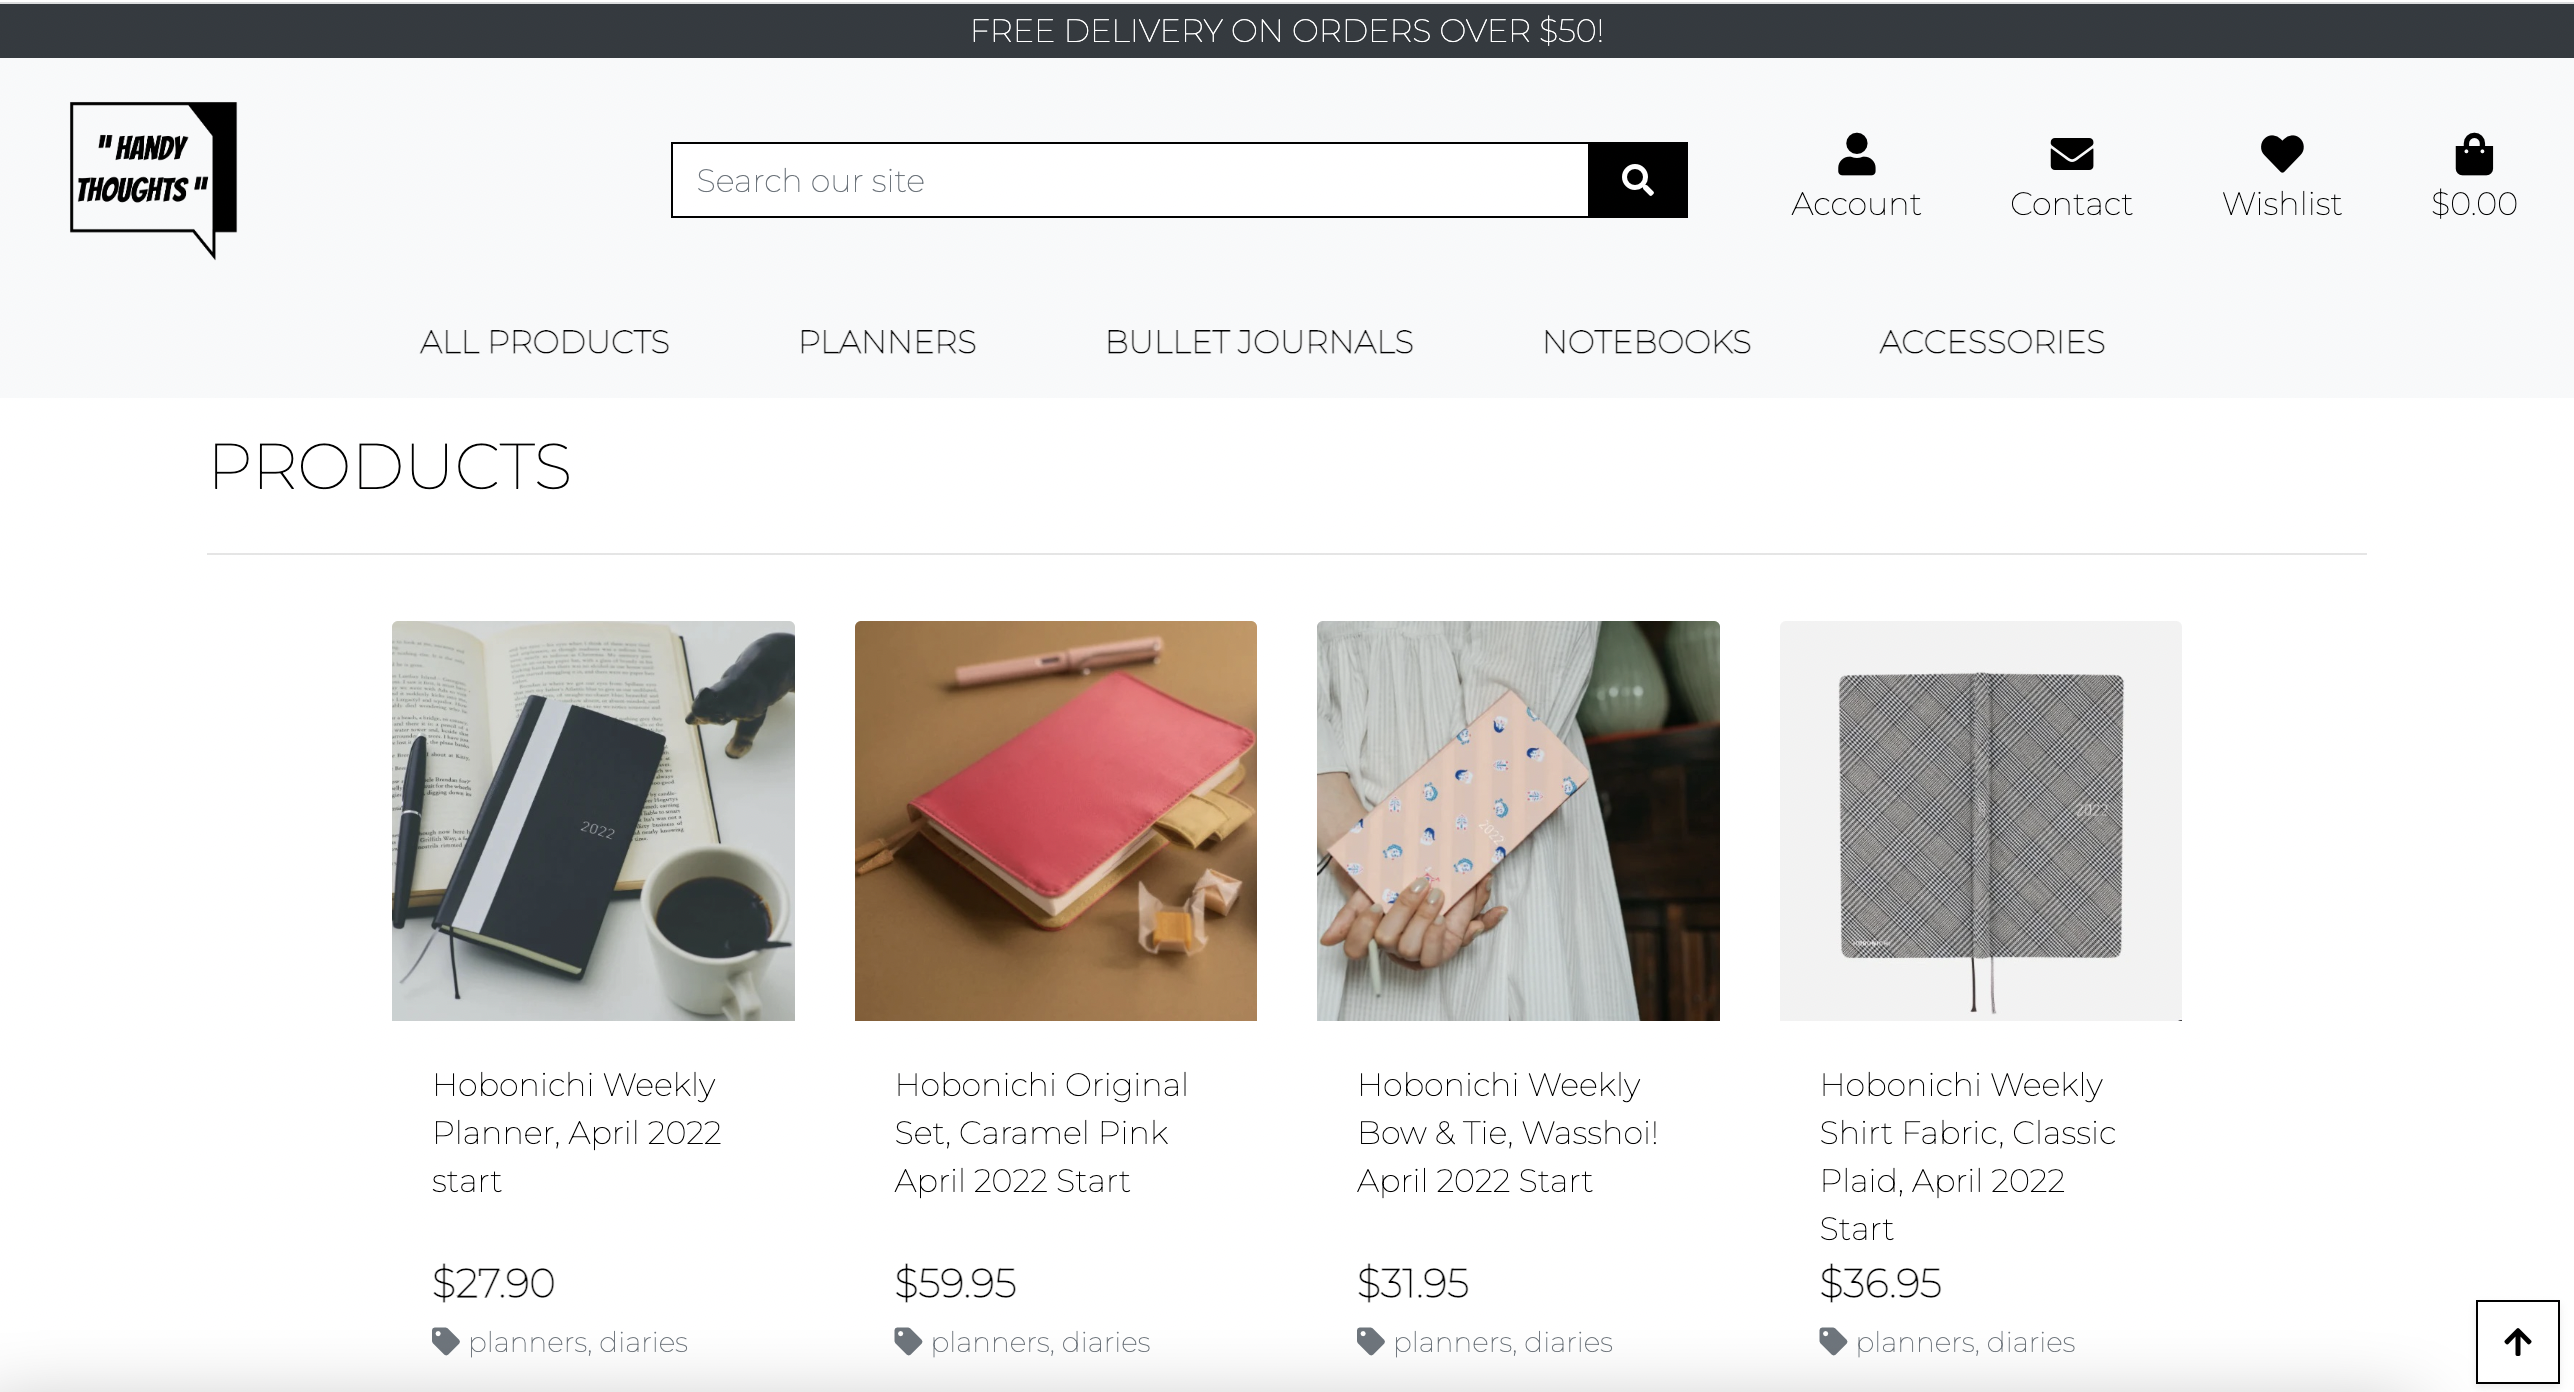 FREE DELIVERY ON ORDERS OVER $50!
" HANDY
THOUGHTS "
Search our site
Account
Contact
Wishlist
$0.00
ALL PRODUCTS
PLANNERS
BULLET JOURNALS
NOTEBOOKS
ACCESSORIES
PRODUCTS
2022
2022
2022
Hobonichi Weekly
Planner, April 2022
start
$27.90
planners, diaries
Hobonichi Original
Set, Caramel Pink
April 2022 Start
$59.95
planners, diaries
Hobonichi Weekly
Bow & Tie, Wasshoi!
April 2022 Start
$31.95
planners, diaries
Hobonichi Weekly
Shirt Fabric, Classic
Plaid, April 2022
Start
$36.95
planners, diaries